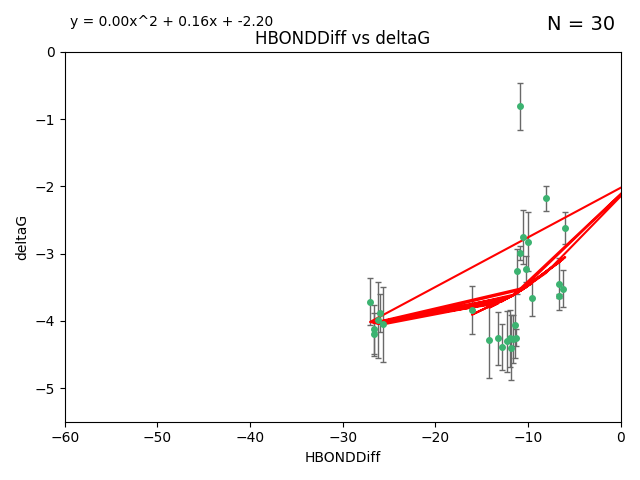 y = 0.00x^2 + 0.16x + -2.20
N = 30
HBONDDiff vs deltaG
0
−1
−2
−3
−4
−5
deltaG
−60 −50 −40 −30 −20 −10 0
HBONDDiff